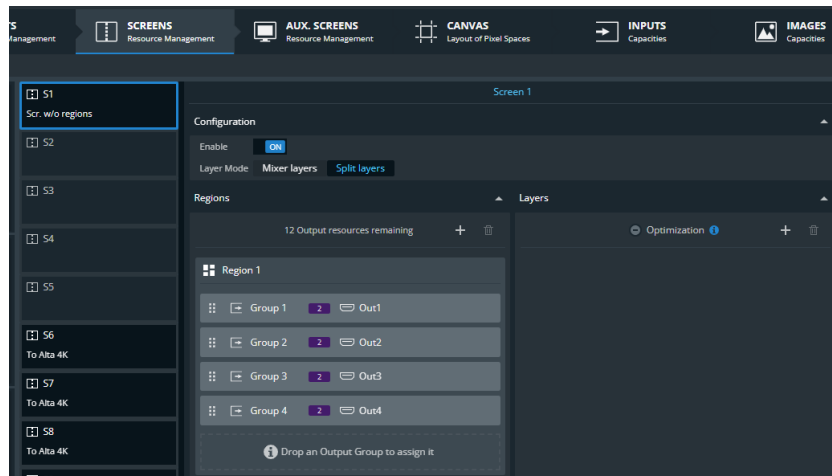 TS
Management
SCREENS
Resource Management
AUX. SCREENS
Resource Management
CANVAS
Layout of Pixel Spaces
INPUTS
Capacities
IMAGES
Capacities
S1
Scr. w/o regions
S2
S3
S4
S5
S6
To Alta 4K
S7
To Alta 4K
S8
To Alta 4K
Screen 1
Configuration
Enable ON
Layer Mode Mixer layers Split layers
Regions
12 Output resources remaining
Region 1
Group 1 2 Out1
Group 2 2 Out2
Group 3 2 Out3
Group 4 2 Out4
Drop an Output Group to assign it
Layers
Optimization